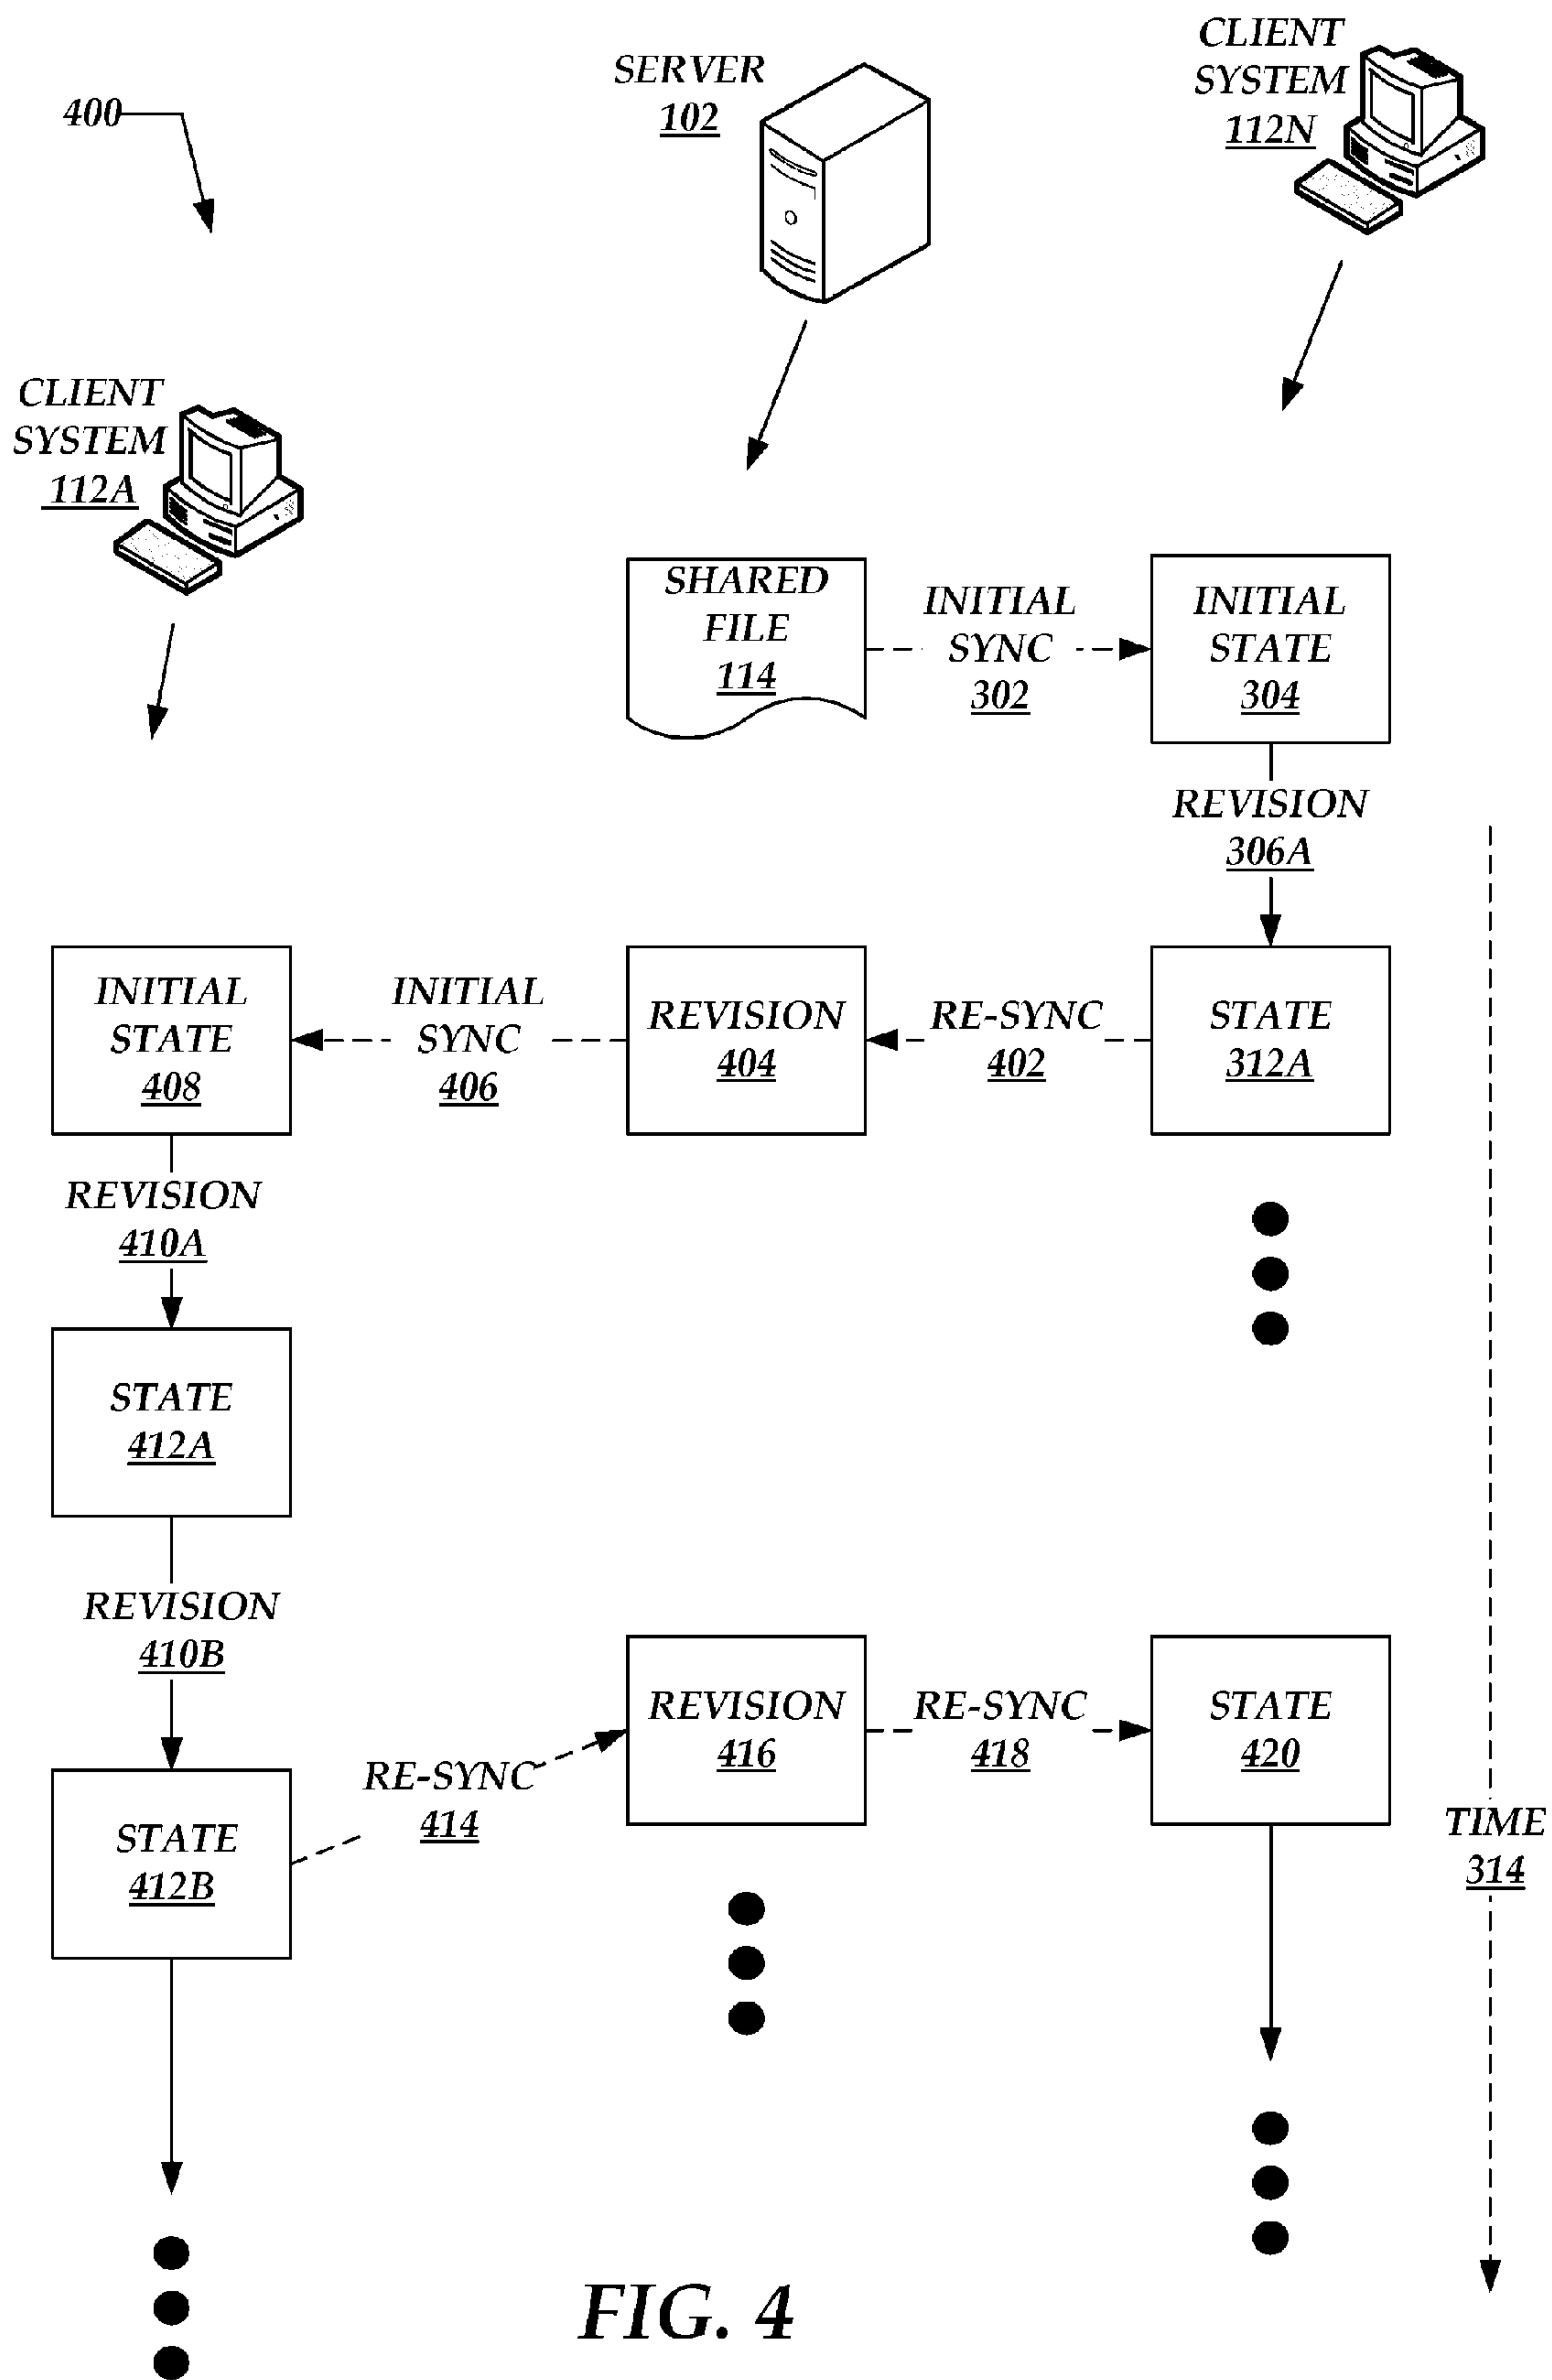 400
SERVER
102
CLIENT
SYSTEM
112N
CLIENT
SYSTEM
112A
SHARED
FILE
114
INITIAL
SYNC
302
INITIAL
STATE
304
REVISION
306A
INITIAL
STATE
408
INITIAL
SYNC
406
REVISION
404
RE-SYNC
402
STATE
312A
REVISION
410A
STATE
412A
REVISION
410B
STATE
412B
RE-SYNC
414
REVISION
416
RE-SYNC
418
STATE
420
TIME
314
FIG. 4